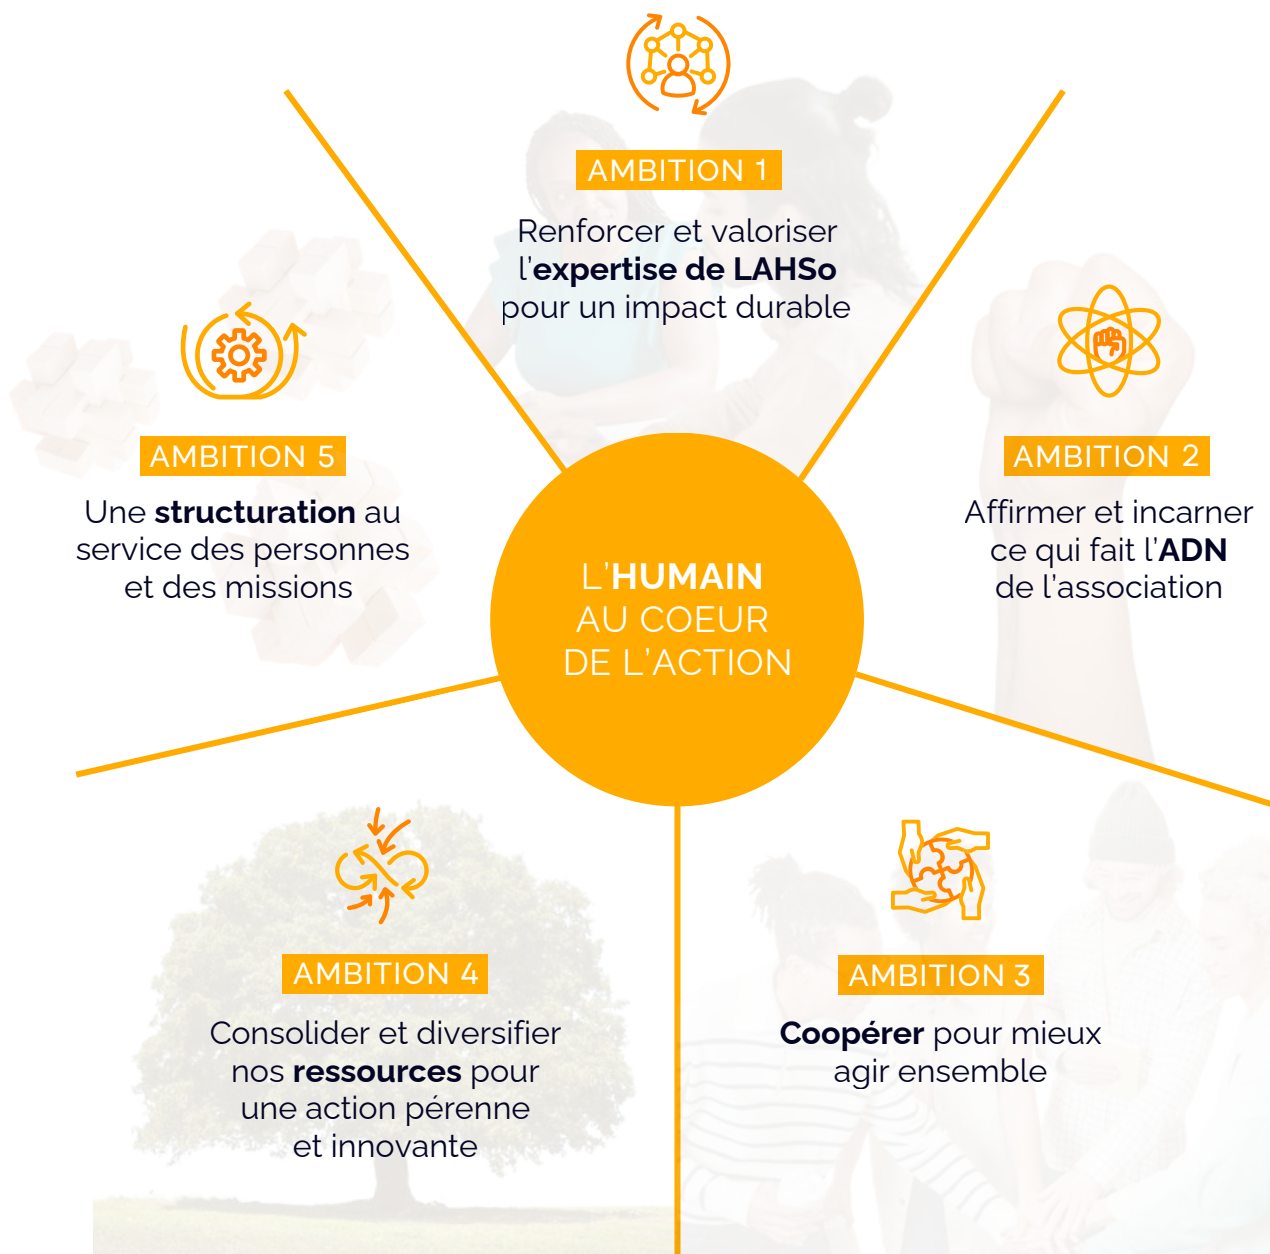 AMBITION 1
Renforcer et valoriser
l'expertise de LAHSo
pour un impact durable
AMBITION 2
Affirmer et incarner
ce qui fait l'ADN
de l'association
AMBITION 3
Coopérer pour mieux
agir ensemble
AMBITION 4
Consolider et diversifier
nos ressources pour
une action pérenne
et innovante
AMBITION 5
Une structuration au
service des personnes
et des missions
L'HUMAIN
AU COEUR
DE L'ACTION